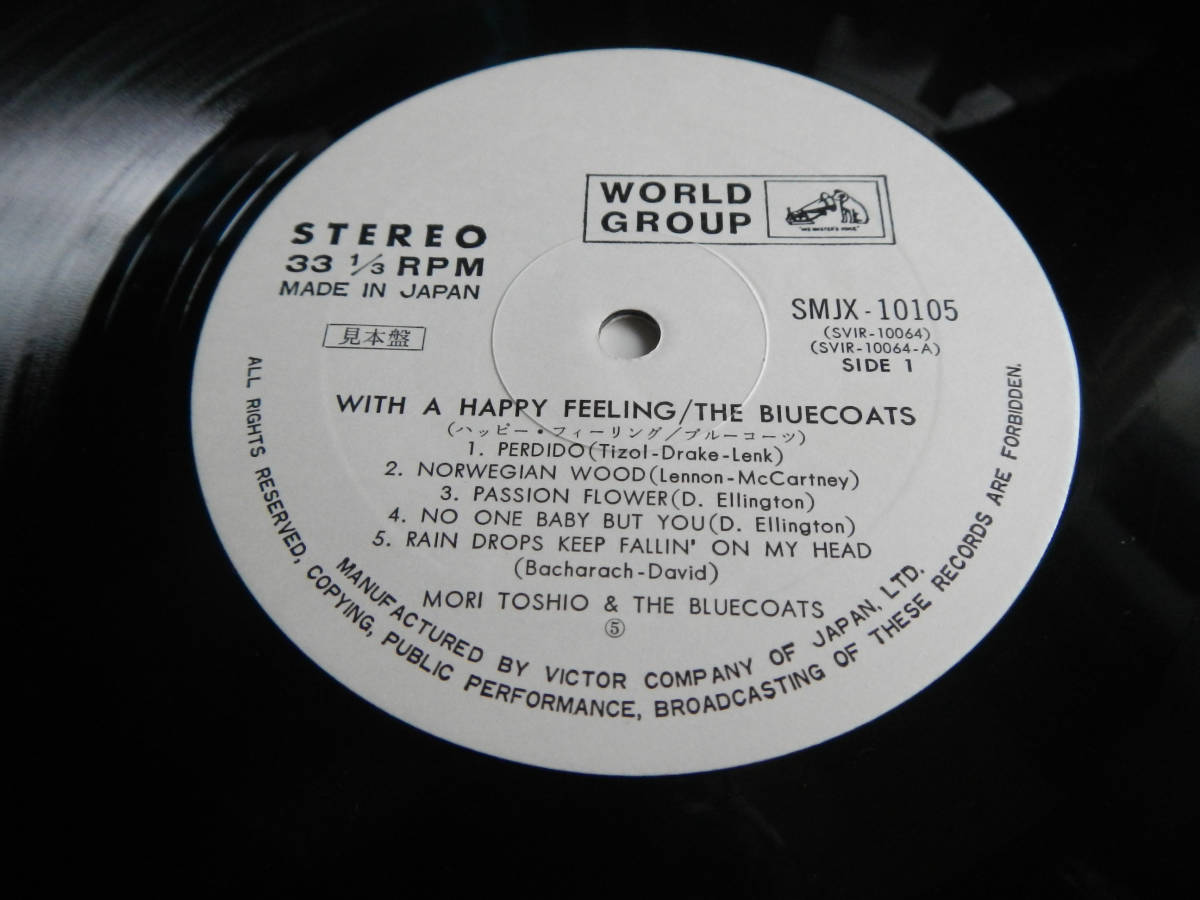 WORLD
GROUP
"HIS MASTER'S VOICE"
STEREO
33 1/3 RPM
MADE IN JAPAN
見本盤
SMJX-10105
(SVIR-10064)
(SVIR-10064-A)
SIDE 1
WITH A HAPPY FEELING/THE BIUECOATS
(ハッピー・フィーリング/ブルーコーツ)
1. PERDIDO(Tizol-Drake-Lenk)
2. NORWEGIAN WOOD(Lennon-McCartney)
3. PASSION FLOWER(D. Ellington)
4. NO ONE BABY BUT YOU(D. Ellington)
5. RAIN DROPS KEEP FALLIN' ON MY HEAD
(Bacharach-David)
MORI TOSHIO & THE BLUECOATS
⑤
MANUFACTURED BY VICTOR COMPANY OF JAPAN, LTD.
ALL RIGHTS RESERVED, COPYING, PUBLIC PERFORMANCE, BROADCASTING OF THESE RECORDS ARE FORBIDDEN.